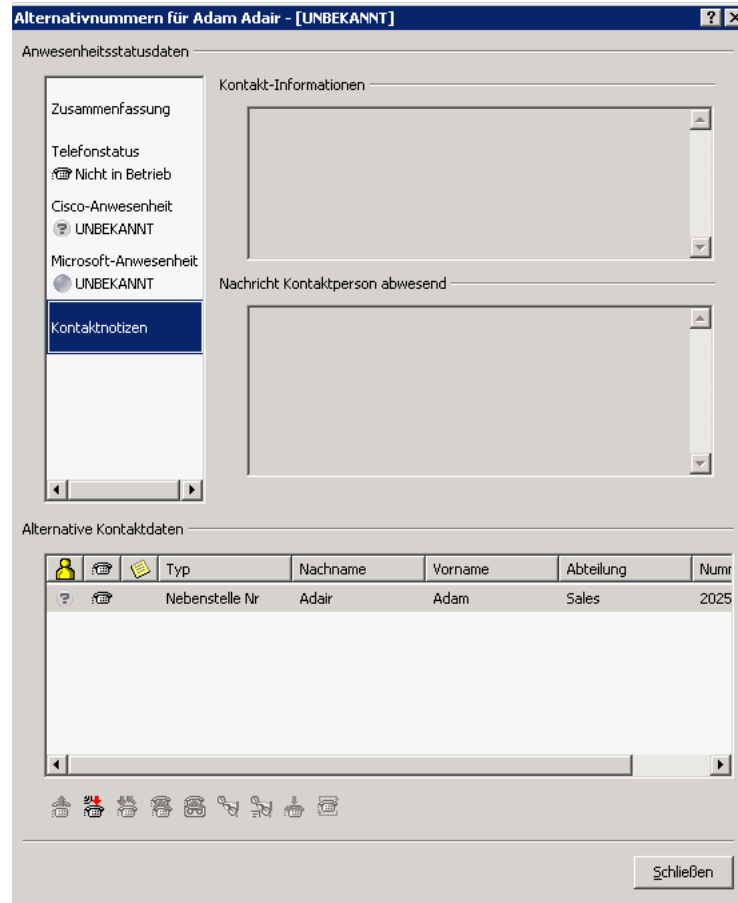 Alternativnummern für Adam Adair - [UNBEKANNT]
Anwesenheitsstatusdaten
Zusammenfassung
Telefonstatus
Nicht in Betrieb
Cisco-Anwesenheit
UNBEKANNT
Microsoft-Anwesenheit
UNBEKANNT
Kontaktnotizen
Kontakt-Informationen
Nachricht Kontaktperson abwesend
Alternative Kontaktdaten
Typ Nachname Vorname Abteilung
Nebenstelle Nr Adair Adam Sales 2025
Schließen